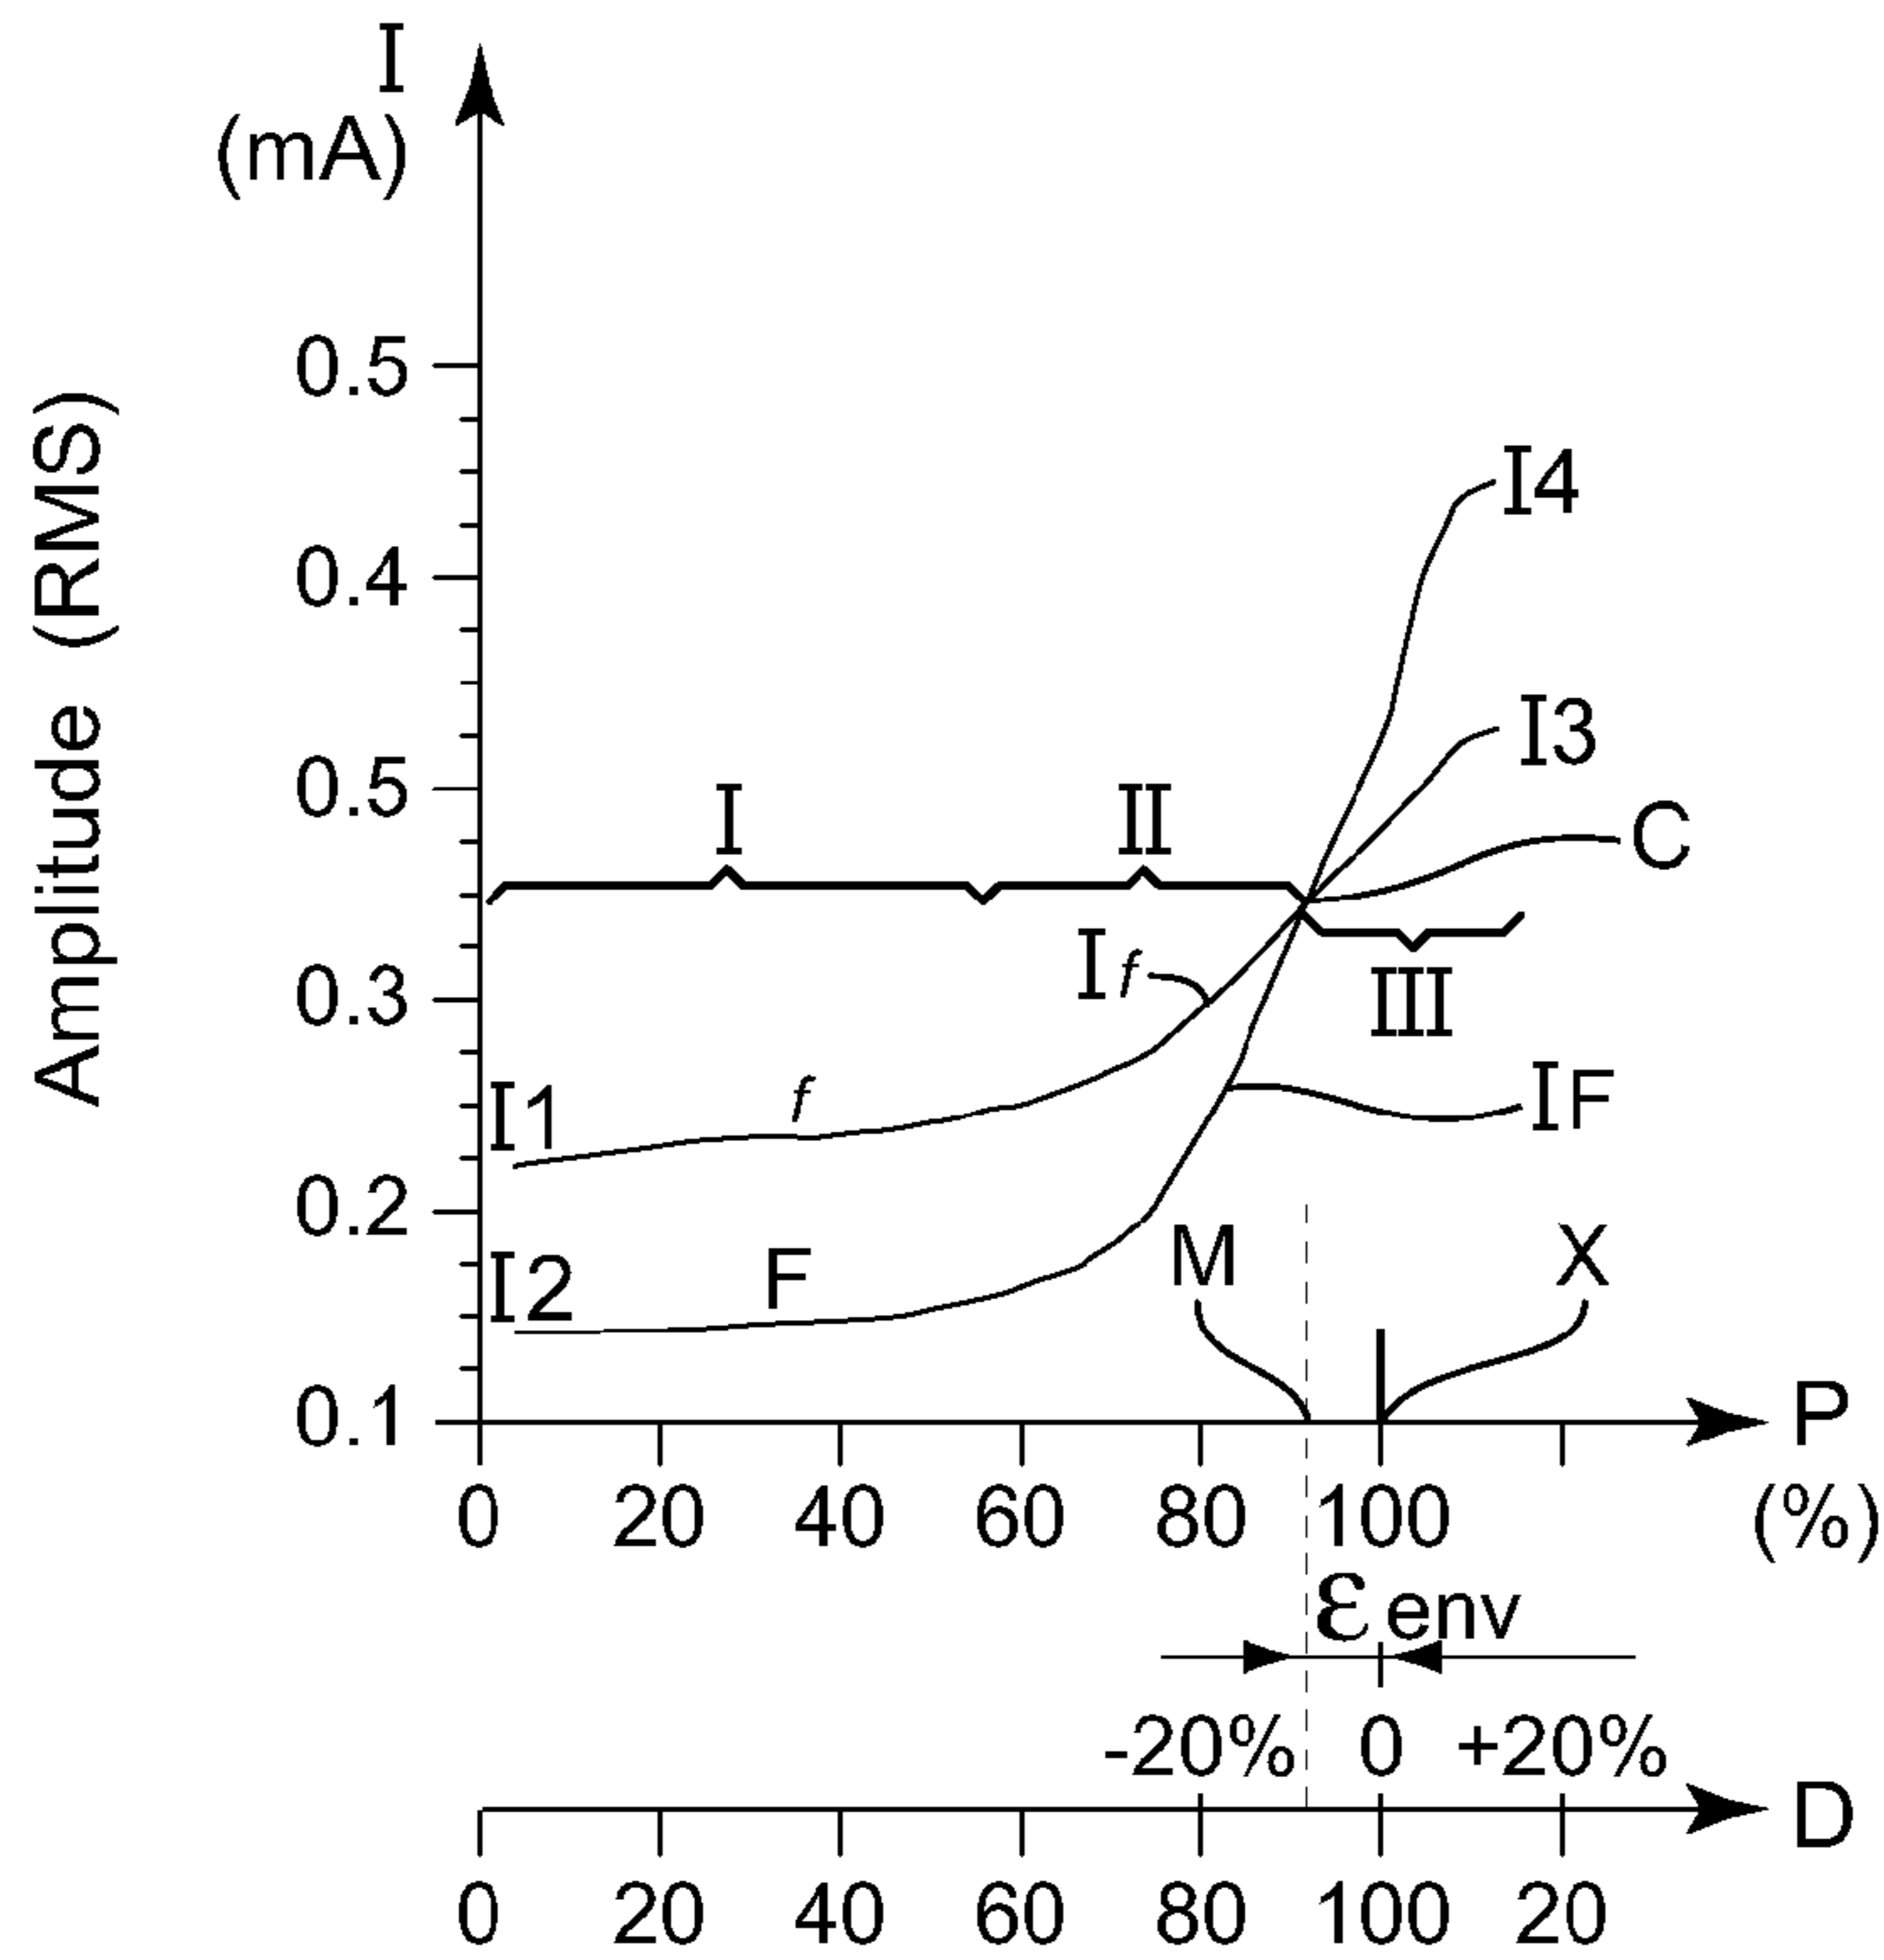 I
(mA)
Amplitude (RMS)
0.5
0.4
0.5
0.3
0.2
0.1
I4
I3
C
I
II
If
III
I1
f
IF
I2
F
M
X
P
(%)
0 20 40 60 80 100
ε env
-20% 0 +20%
D
0 20 40 60 80 100 20